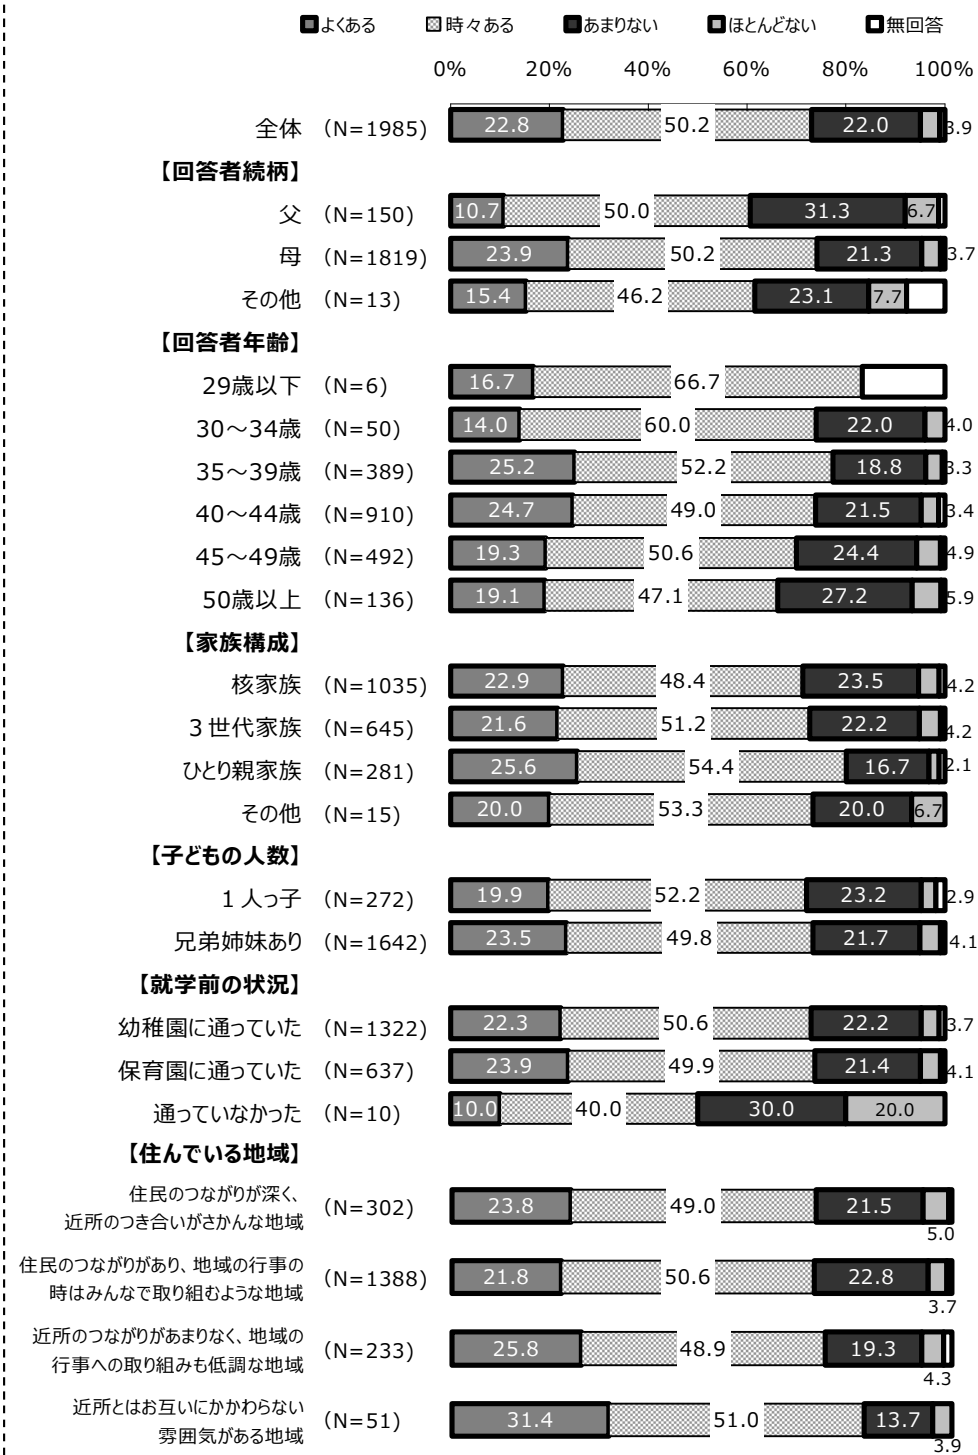 よくある 時々ある あまりない ほとんどない 無回答
0% 20% 40% 60% 80% 100%
全体 (N=1985) 22.8 50.2 22.0 3.9
【回答者続柄】
父 (N=150) 10.7 50.0 31.3 6.7
母 (N=1819) 23.9 50.2 21.3 3.7
その他 (N=13) 15.4 46.2 23.1 7.7
【回答者年齢】
29歳以下 (N=6) 16.7 66.7
30～34歳 (N=50) 14.0 60.0 22.0 4.0
35～39歳 (N=389) 25.2 52.2 18.8 3.3
40～44歳 (N=910) 24.7 49.0 21.5 3.4
45～49歳 (N=492) 19.3 50.6 24.4 4.9
50歳以上 (N=136) 19.1 47.1 27.2 5.9
【家族構成】
核家族 (N=1035) 22.9 48.4 23.5 4.2
３世代家族 (N=645) 21.6 51.2 22.2 4.2
ひとり親家族 (N=281) 25.6 54.4 16.7 2.1
その他 (N=15) 20.0 53.3 20.0 6.7
【子どもの人数】
１人っ子 (N=272) 19.9 52.2 23.2 2.9
兄弟姉妹あり (N=1642) 23.5 49.8 21.7 4.1
【就学前の状況】
幼稚園に通っていた (N=1322) 22.3 50.6 22.2 3.7
保育園に通っていた (N=637) 23.9 49.9 21.4 4.1
通っていなかった (N=10) 10.0 40.0 30.0 20.0
【住んでいる地域】
住民のつながりが深く、
近所のつき合いがさかんな地域 (N=302) 23.8 49.0 21.5 5.0
住民のつながりがあり、地域の行事の
時はみんなで取り組むような地域 (N=1388) 21.8 50.6 22.8 3.7
近所のつながりがあまりなく、地域の
行事への取り組みも低調な地域 (N=233) 25.8 48.9 19.3 4.3
近所とはお互いにかかわらない
雰囲気がある地域 (N=51) 31.4 51.0 13.7 3.9